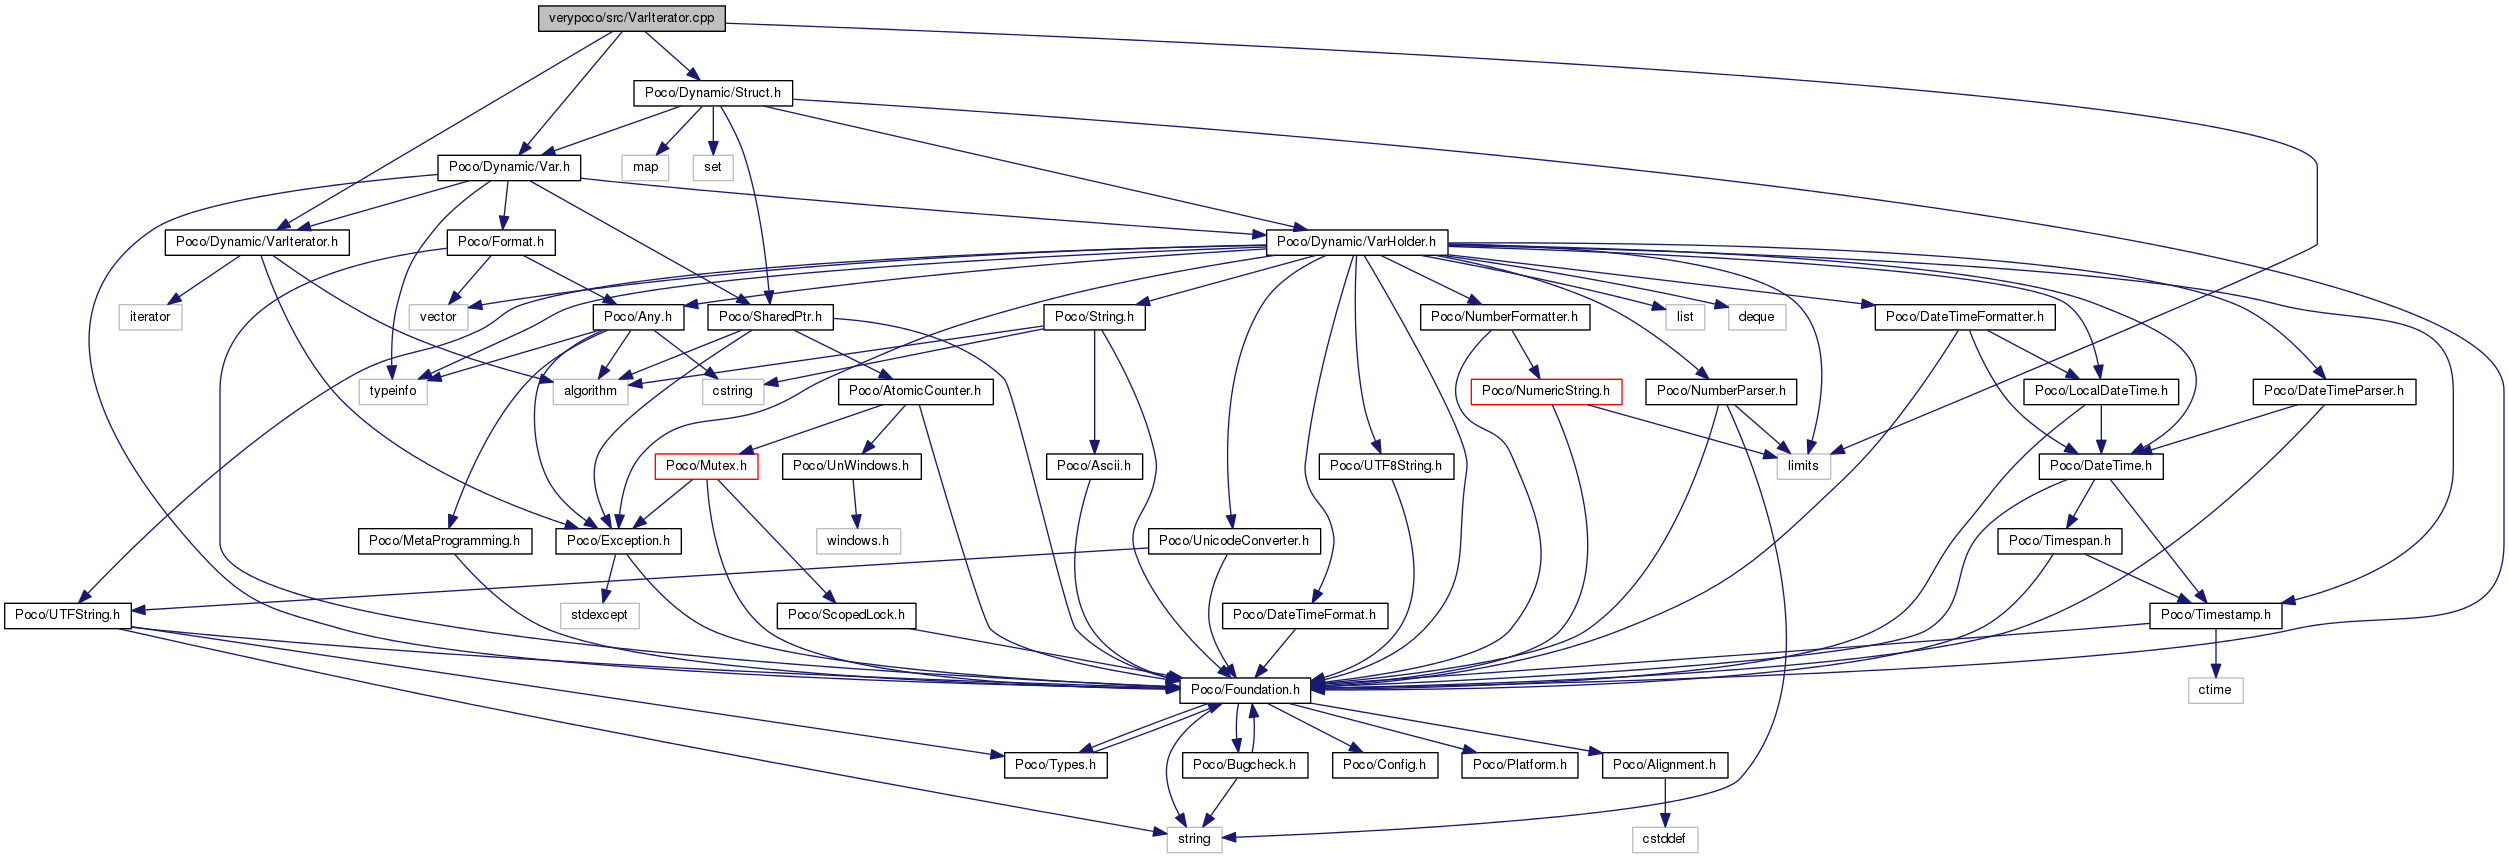 verypoco/src/VarIterator.cpp
Poco/Dynamic/Struct.h
Poco/Dynamic/Var.h
map
set
Poco/Dynamic/VarIterator.h
Poco/Format.h
Poco/Dynamic/VarHolder.h
iterator
vector
Poco/Any.h
Poco/SharedPtr.h
Poco/String.h
Poco/NumberFormatter.h
list
deque
Poco/DateTimeFormatter.h
typeinfo
algorithm
cstring
Poco/AtomicCounter.h
Poco/NumericString.h
Poco/NumberParser.h
Poco/LocalDateTime.h
Poco/DateTimeParser.h
Poco/Mutex.h
Poco/UnWindows.h
Poco/Ascii.h
Poco/UTF8String.h
limits
Poco/DateTime.h
Poco/MetaProgramming.h
Poco/Exception.h
windows.h
Poco/UnicodeConverter.h
Poco/Timespan.h
Poco/UTFString.h
stdexcept
Poco/ScopedLock.h
Poco/DateTimeFormat.h
Poco/Timestamp.h
Poco/Foundation.h
ctime
Poco/Types.h
Poco/Bugcheck.h
Poco/Config.h
Poco/Platform.h
Poco/Alignment.h
string
cstddef